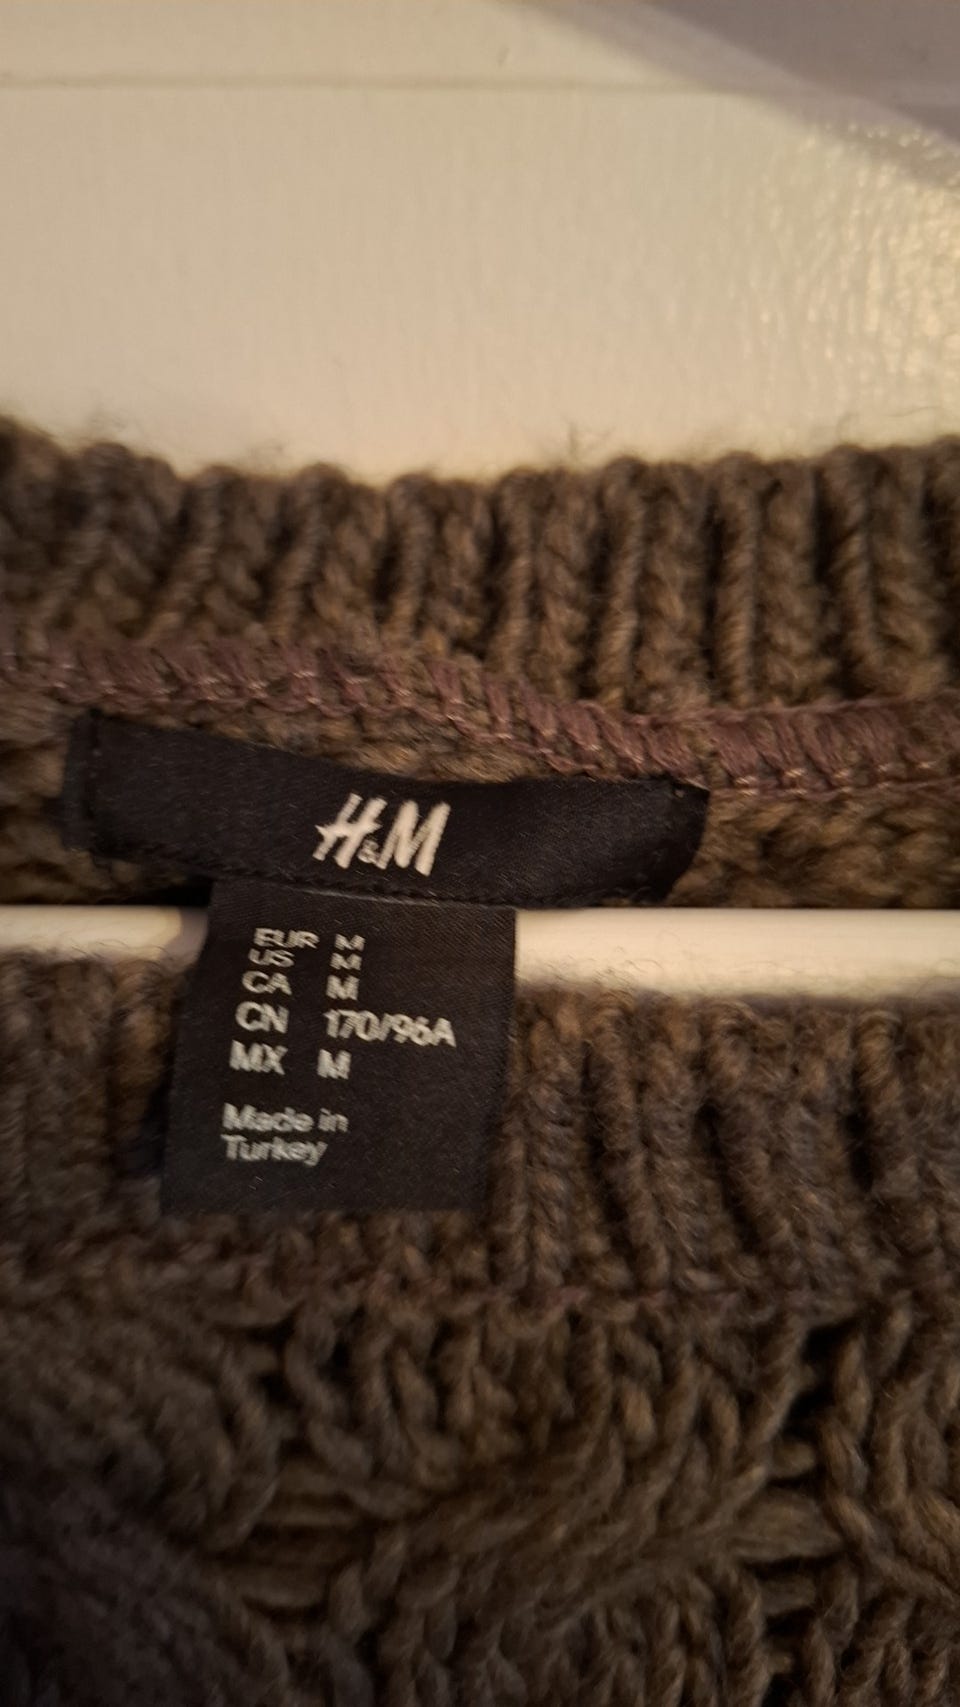 H&M
EUR M
US M
CA M
CN 170/96A
MX M
Made in
Turkey